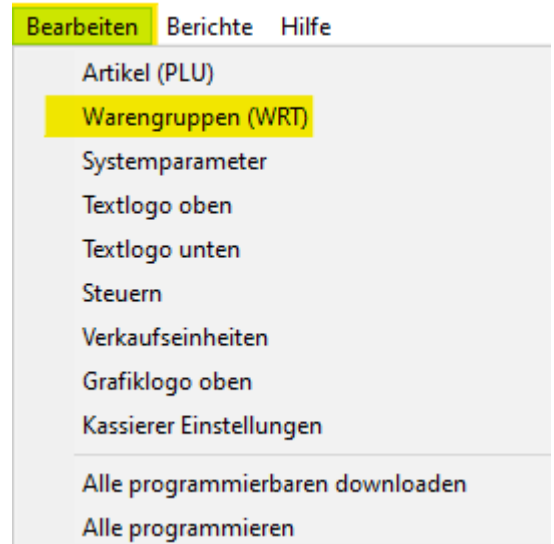 Bearbeiten Berichte Hilfe
Artikel (PLU)
Warengruppen (WRT)
Systemparameter
Textlogo oben
Textlogo unten
Steuern
Verkaufseinheiten
Grafiklogo oben
Kassierer Einstellungen
Alle programmierbaren downloaden
Alle programmieren